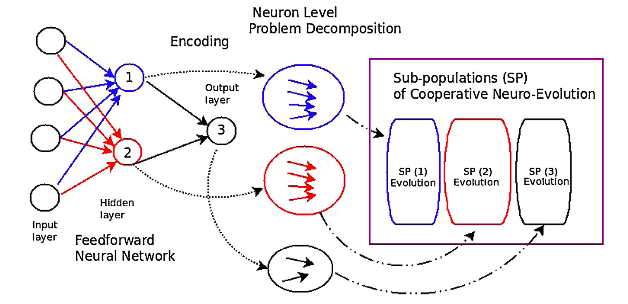 Neuron Level
Problem Decomposition
Encoding
1
2
3
Output
layer
Hidden
layer
Input
layer
Feedforward
Neural Network
Sub-populations (SP)
of Cooperative Neuro-Evolution
SP (1)
Evolution
SP (2)
Evolution
SP (3)
Evolution